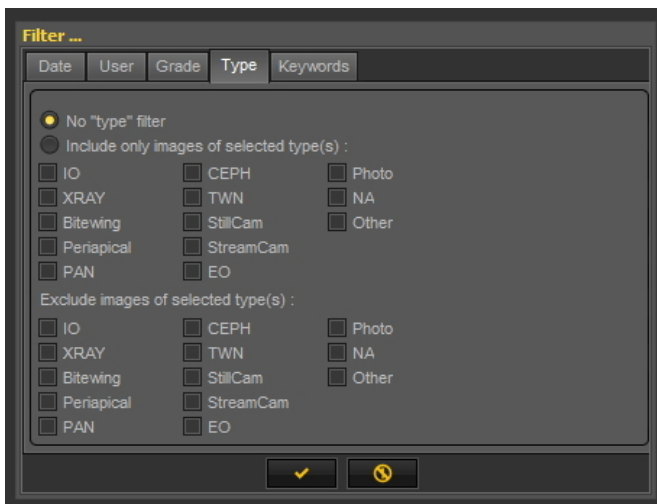 Filter ...
Date User Grade Type Keywords
No "type" filter
Include only images of selected type(s) :
IO CEPH Photo
XRAY TWN NA
Bitewing StillCam Other
Periapical StreamCam
PAN EO
Exclude images of selected type(s) :
IO CEPH Photo
XRAY TWN NA
Bitewing StillCam Other
Periapical StreamCam
PAN EO